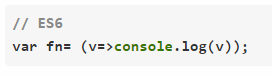 // ES6
var fn= (v=>console.log(v));